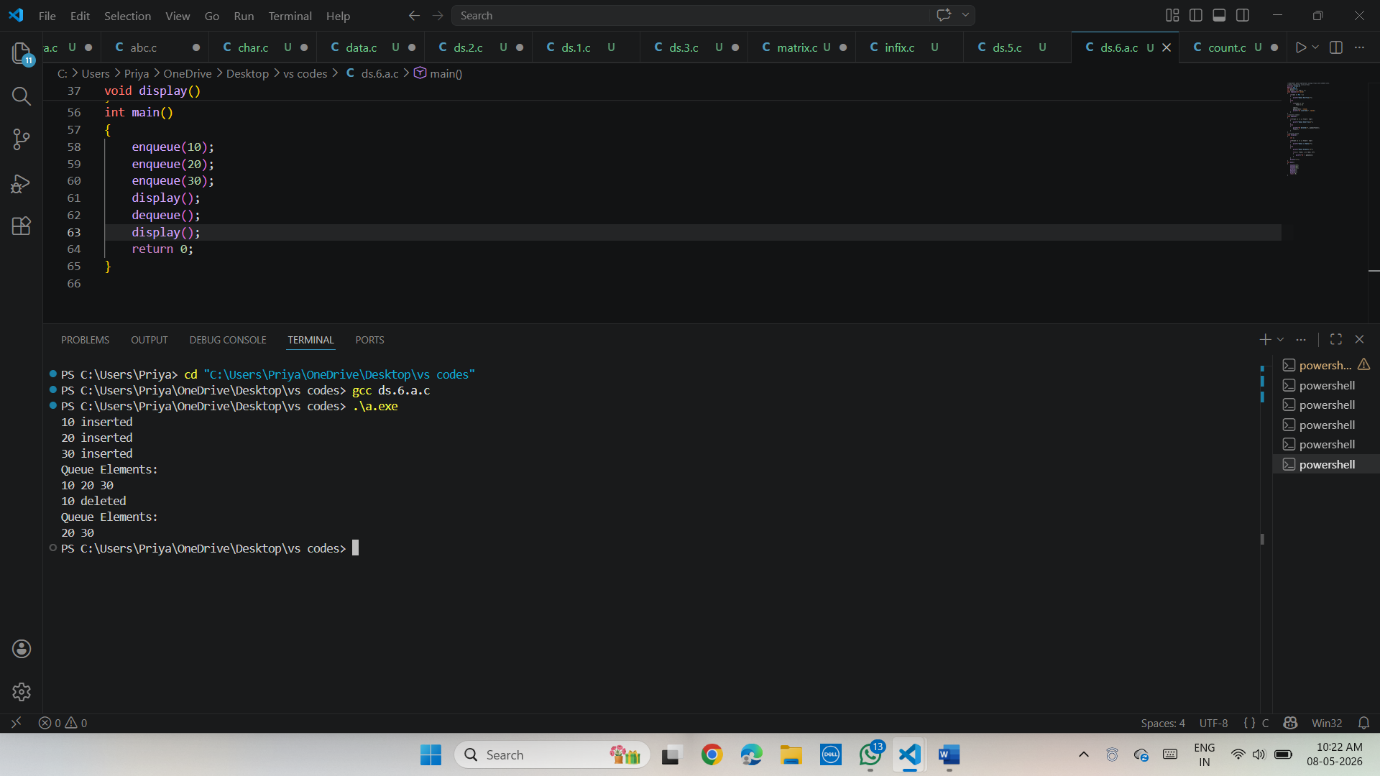 File Edit Selection View Go Run Terminal Help
Search
a.c U
abc.c
char.c U
data.c U
ds.2.c U
ds.1.c U
ds.3.c U
matrix.c U
infix.c U
ds.5.c U
ds.6.a.c U
count.c U
11
C: > Users > Priya > OneDrive > Desktop > vs codes > C ds.6.a.c > main()
37 void display()
56 int main()
57 {
58 enqueue(10);
59 enqueue(20);
60 enqueue(30);
61 display();
62 dequeue();
63 display();
64 return 0;
65 }
66
PROBLEMS OUTPUT DEBUG CONSOLE TERMINAL PORTS
PS C:\Users\Priya> cd "C:\Users\Priya\OneDrive\Desktop\vs codes"
PS C:\Users\Priya\OneDrive\Desktop\vs codes> gcc ds.6.a.c
PS C:\Users\Priya\OneDrive\Desktop\vs codes> .\a.exe
10 inserted
20 inserted
30 inserted
Queue Elements:
10 20 30
10 deleted
Queue Elements:
20 30
PS C:\Users\Priya\OneDrive\Desktop\vs codes>
powersh...
powershell
powershell
powershell
powershell
powershell
0 0
Spaces: 4 UTF-8 { } C Win32
Search
DELL
13
W
ENG
IN
10:22 AM
08-05-2026